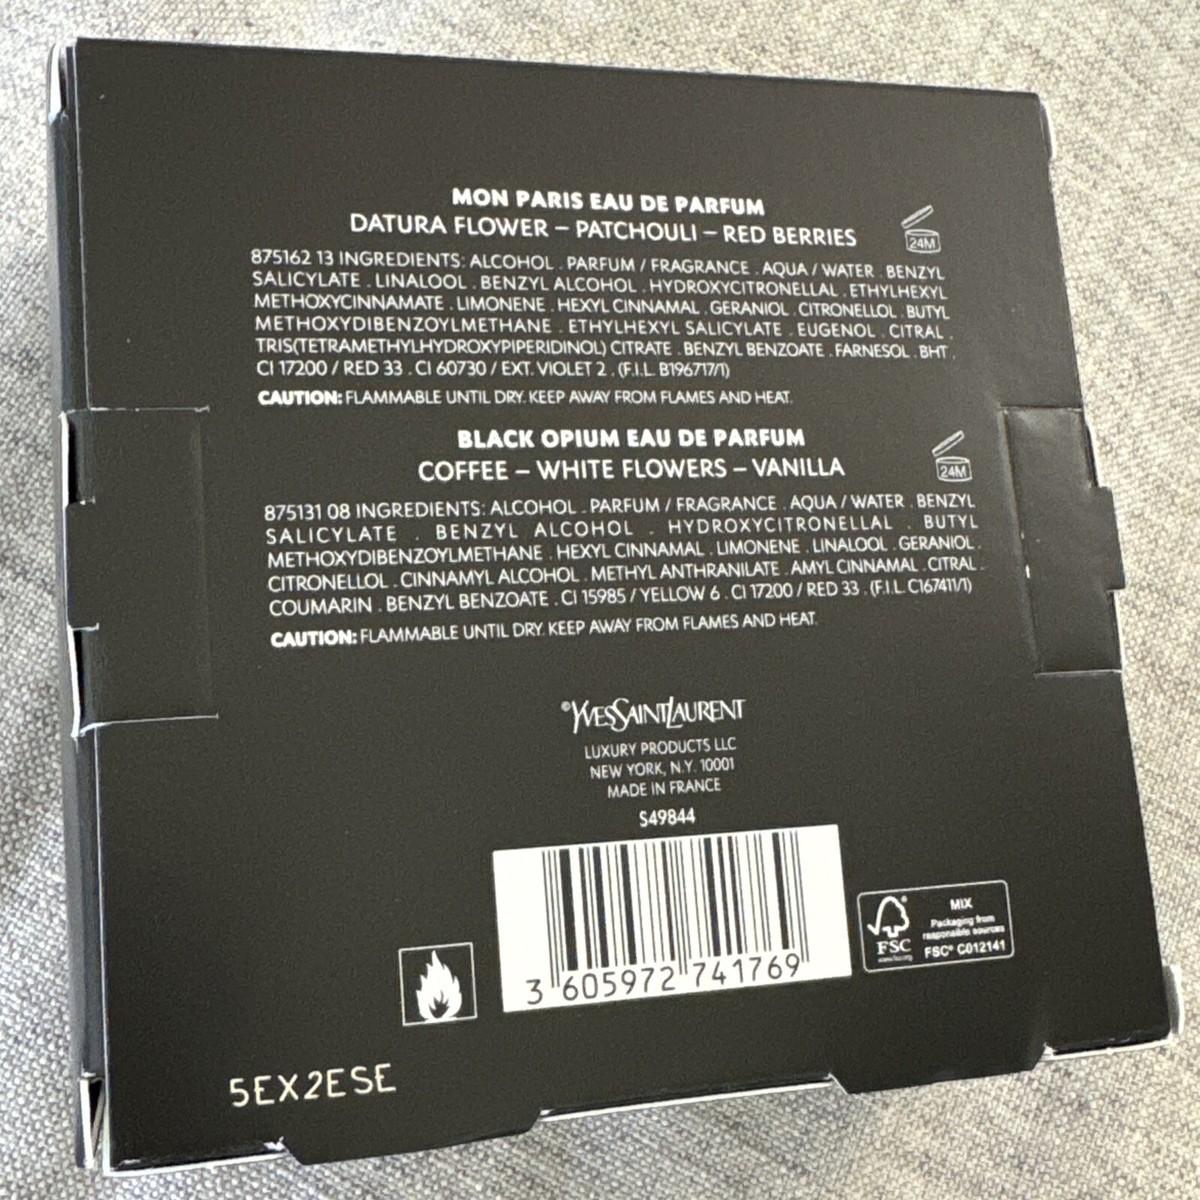 MON PARIS EAU DE PARFUM
DATURA FLOWER – PATCHOULI – RED BERRIES
24M
875162 13 INGREDIENTS: ALCOHOL . PARFUM / FRAGRANCE . AQUA / WATER . BENZYL
SALICYLATE . LINALOOL . BENZYL ALCOHOL . HYDROXYCITRONELLAL . ETHYLHEXYL
METHOXYCINNAMATE . LIMONENE . HEXYL CINNAMAL . GERANIOL . CITRONELLOL . BUTYL
METHOXYDIBENZOYLMETHANE . ETHYLHEXYL SALICYLATE . EUGENOL . CITRAL .
TRIS(TETRAMETHYLHYDROXYPIPERIDINOL) CITRATE . BENZYL BENZOATE . FARNESOL . BHT .
CI 17200 / RED 33 . CI 60730 / EXT. VIOLET 2 . (F.I.L. B196717/1)
CAUTION: FLAMMABLE UNTIL DRY. KEEP AWAY FROM FLAMES AND HEAT.
BLACK OPIUM EAU DE PARFUM
COFFEE – WHITE FLOWERS – VANILLA
24M
875131 08 INGREDIENTS: ALCOHOL . PARFUM / FRAGRANCE . AQUA / WATER . BENZYL
SALICYLATE . BENZYL ALCOHOL . HYDROXYCITRONELLAL . BUTYL
METHOXYDIBENZOYLMETHANE . HEXYL CINNAMAL . LIMONENE . LINALOOL . GERANIOL .
CITRONELLOL . CINNAMYL ALCOHOL . METHYL ANTHRANILATE . AMYL CINNAMAL . CITRAL .
COUMARIN . BENZYL BENZOATE . CI 15985 / YELLOW 6 . CI 17200 / RED 33 . (F.I.L. C167411/1)
CAUTION: FLAMMABLE UNTIL DRY. KEEP AWAY FROM FLAMES AND HEAT.
©YVESSAINTLAURENT
LUXURY PRODUCTS LLC
NEW YORK, N.Y. 10001
MADE IN FRANCE
S49844
3 605972 741769
FSC
www.fsc.org
MIX
Packaging from
responsible sources
FSC® C012141
5EX2ESE